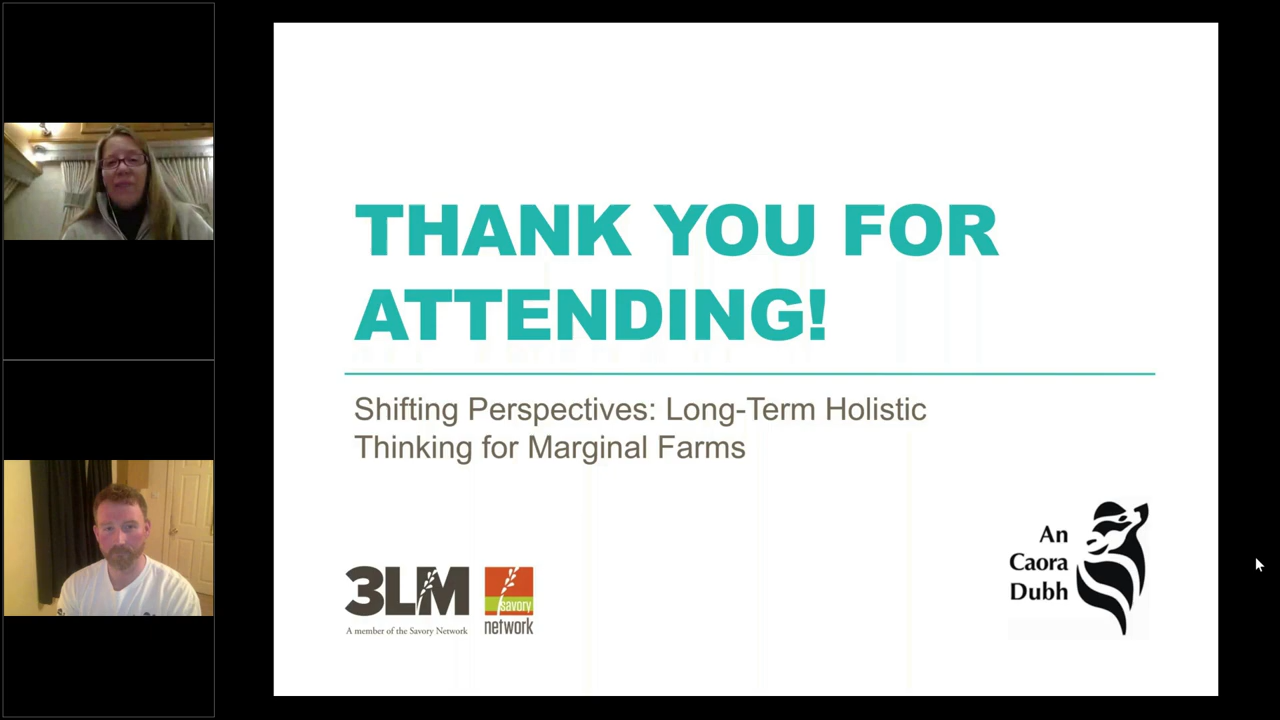 THANK YOU FOR
ATTENDING!
Shifting Perspectives: Long-Term Holistic
Thinking for Marginal Farms
3LM
A member of the Savory Network
savory
network
An
Caora
Dubh